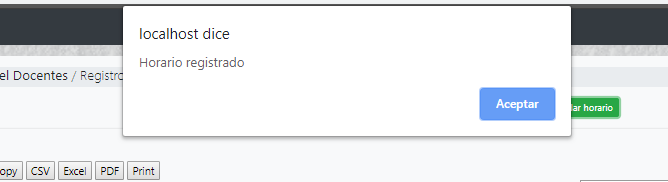 localhost dice
Horario registrado
el Docentes / Registro
Aceptar
lar horario
opy CSV Excel PDF Print